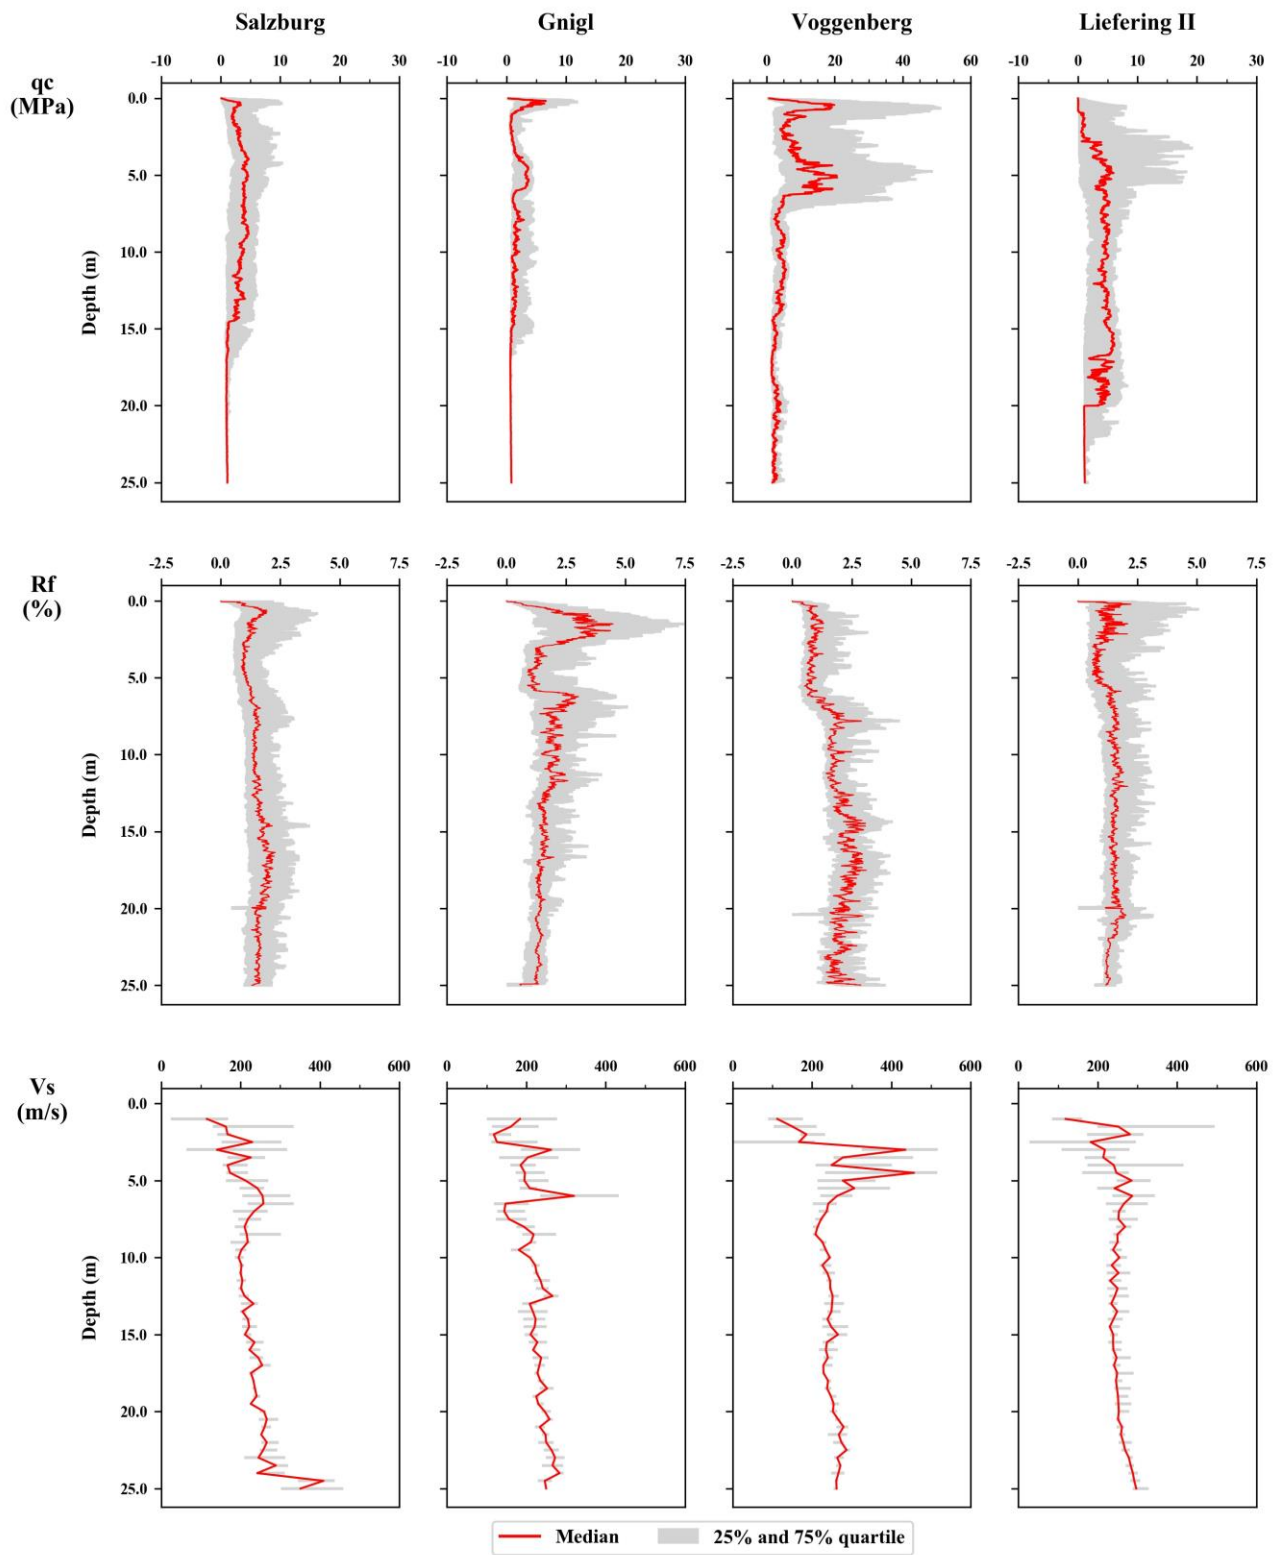 Salzburg Gnigl Voggenberg Liefering II
-10 0 10 20 30 -10 0 10 20 30 0 20 40 60 -10 0 10 20 30
qc
(MPa)
Depth (m)
0.0
5.0
10.0
15.0
20.0
25.0
-2.5 0.0 2.5 5.0 7.5 -2.5 0.0 2.5 5.0 7.5 -2.5 0.0 2.5 5.0 7.5 -2.5 0.0 2.5 5.0 7.5
Rf
(%)
Depth (m)
0.0
5.0
10.0
15.0
20.0
25.0
0 200 400 600 0 200 400 600 0 200 400 600 0 200 400 600
Vs
(m/s)
Depth (m)
0.0
5.0
10.0
15.0
20.0
25.0
Median 25% and 75% quartile